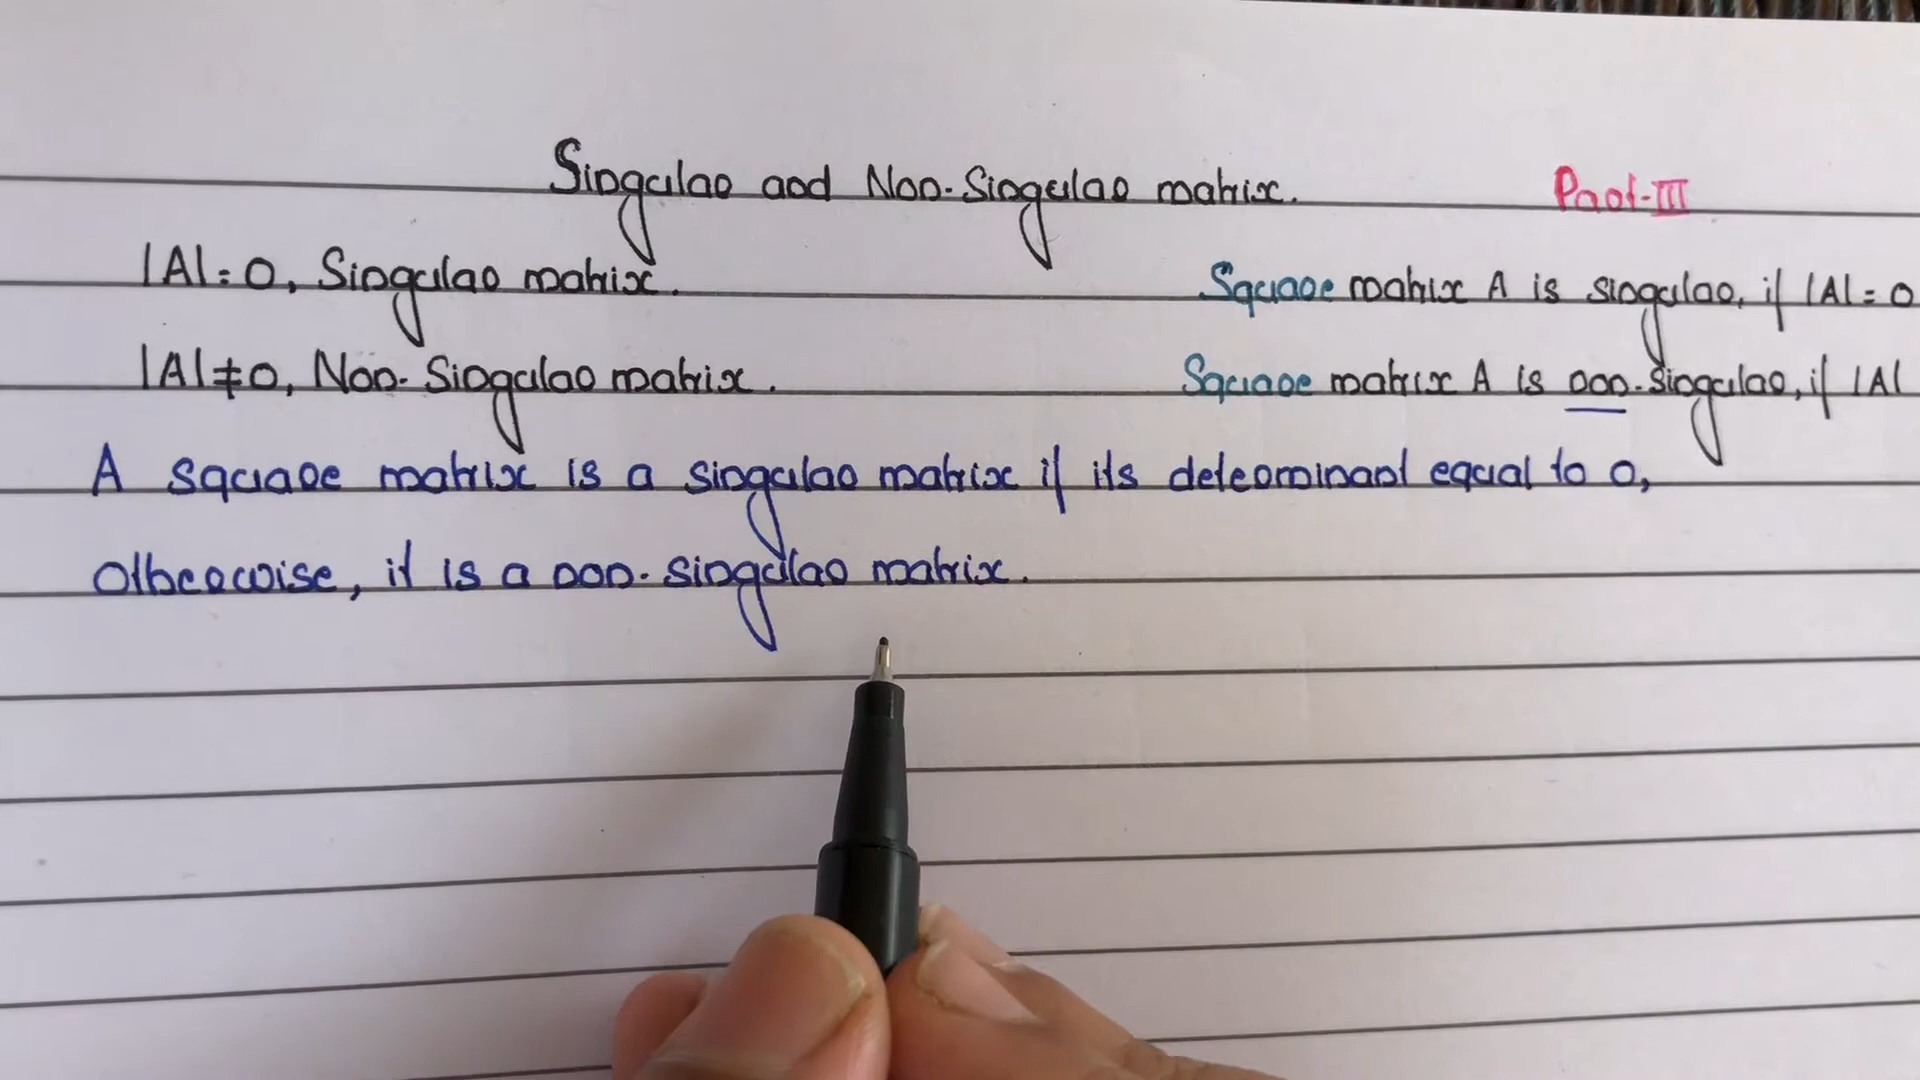 Singular and Non-Singular matrix. Part-III
|A| = 0, Singular matrix. Square matrix A is singular, if |A| = 0
|A| ≠ 0, Non-Singular matrix. Square matrix A is non-singular, if |A|
A square matrix is a singular matrix if its determinant equal to 0,
Otherwise, it is a non-singular matrix.